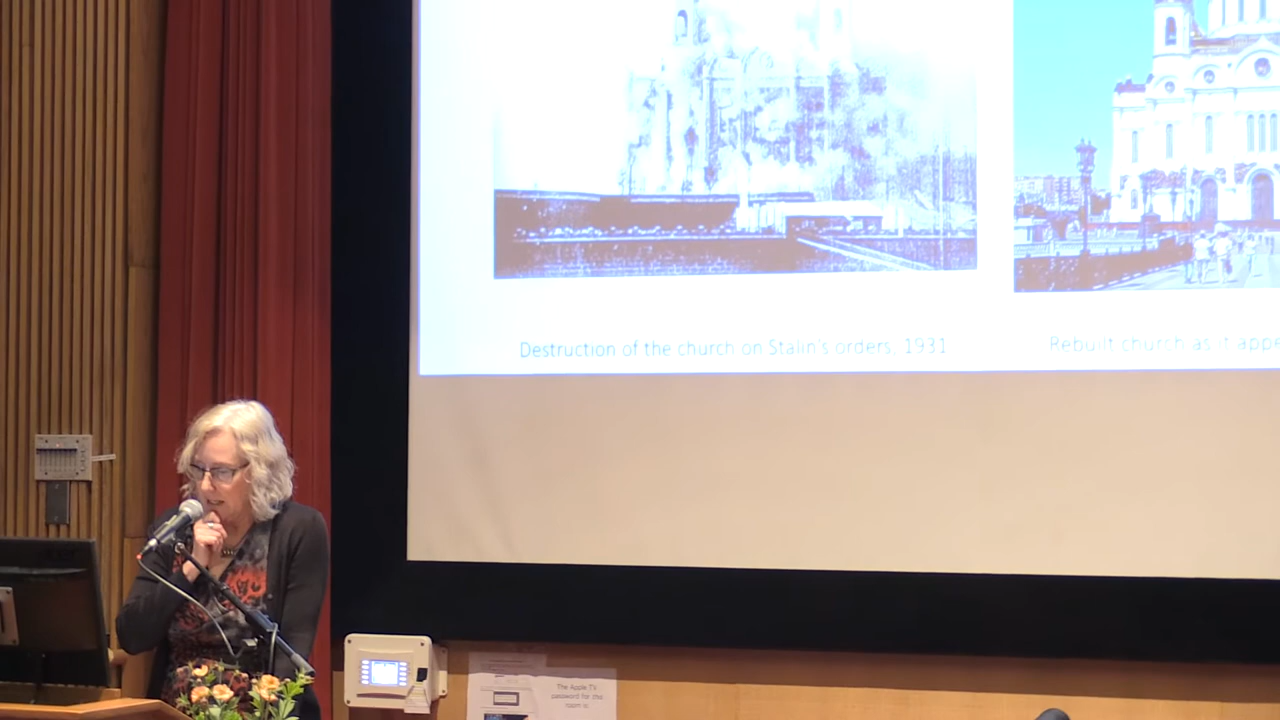 Destruction of the church on Stalin's orders, 1931
Rebuilt church as it appe
The Apple TV
password for this
room is